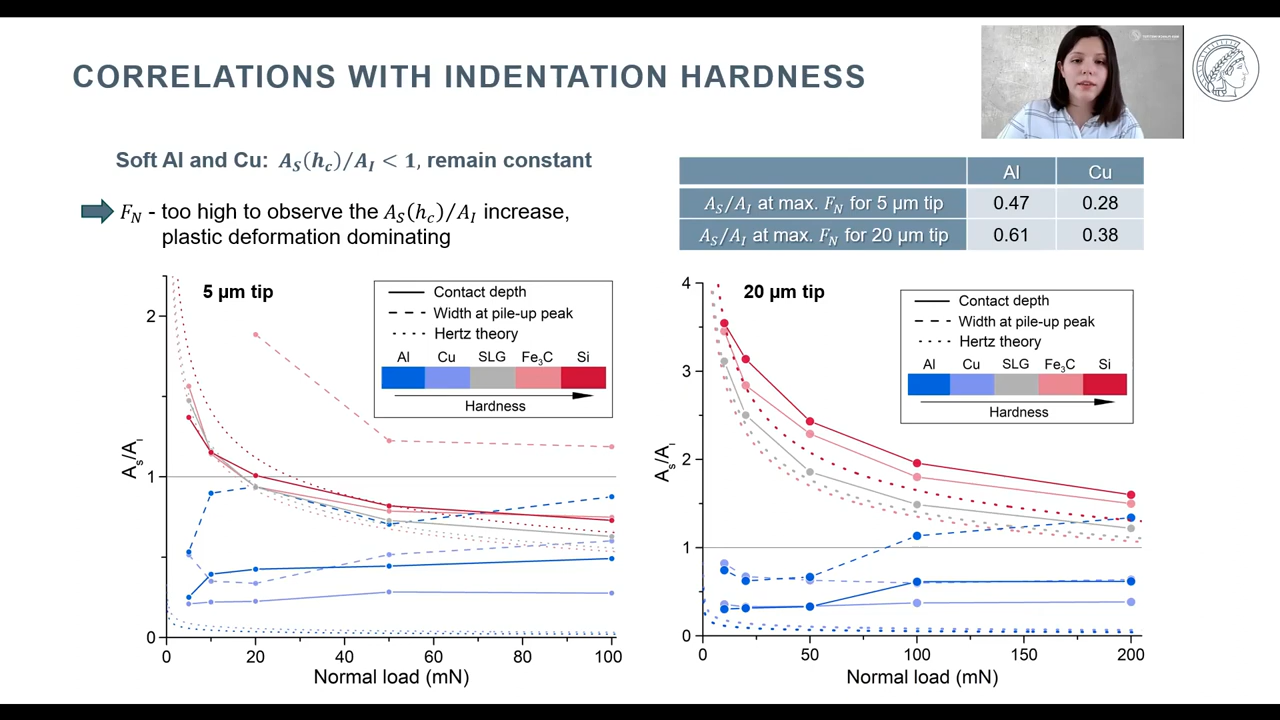 CORRELATIONS WITH INDENTATION HARDNESS
Soft Al and Cu: A_S(h_c)/A_I < 1, remain constant
F_N - too high to observe the A_S(h_c)/A_I increase,
plastic deformation dominating
Al Cu
A_S/A_I at max. F_N for 5 μm tip 0.47 0.28
A_S/A_I at max. F_N for 20 μm tip 0.61 0.38
5 μm tip
Contact depth
Width at pile-up peak
Hertz theory
Al Cu SLG Fe₃C Si
Hardness
A_s/A_I
2
1
0
0 20 40 60 80 100
Normal load (mN)
20 μm tip
Contact depth
Width at pile-up peak
Hertz theory
Al Cu SLG Fe₃C Si
Hardness
A_s/A_I
4
3
2
1
0
0 50 100 150 200
Normal load (mN)